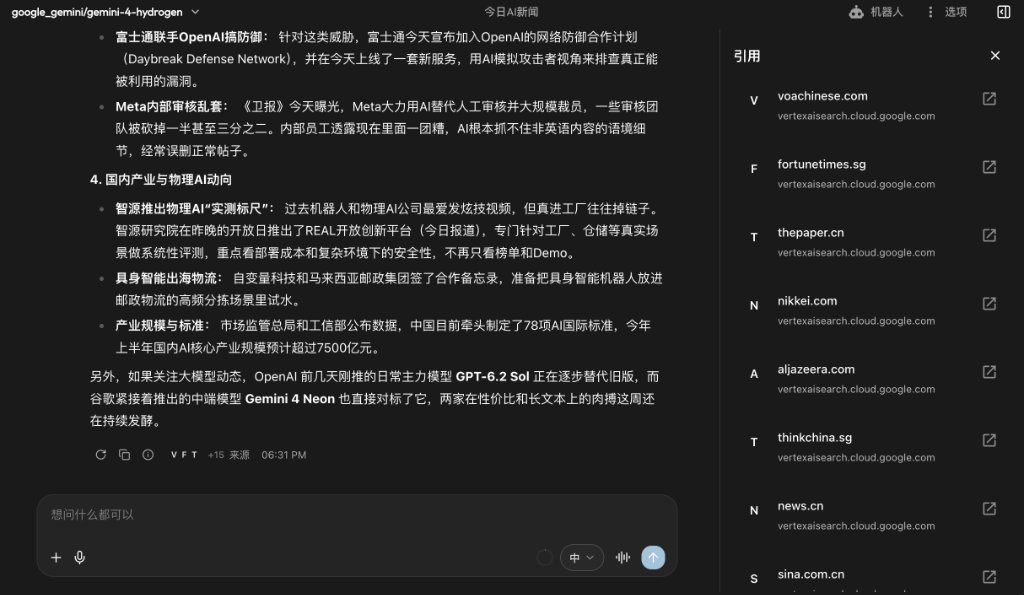 google_gemini/gemini-4-hydrogen
今日AI新闻
机器人
选项
富士通联手OpenAI搞防御： 针对这类威胁，富士通今天宣布加入OpenAI的网络防御合作计划
（Daybreak Defense Network），并在今天上线了一套新服务，用AI模拟攻击者视角来排查真正能
被利用的漏洞。
Meta内部审核乱套： 《卫报》今天曝光，Meta大力用AI替代人工审核并大规模裁员，一些审核团
队被砍掉一半甚至三分之二。内部员工透露现在里面一团糟，AI根本抓不住非英语内容的语境细
节，经常误删正常帖子。
4. 国内产业与物理AI动向
智源推出物理AI“实测标尺”： 过去机器人和物理AI公司最爱发炫技视频，但真进工厂往往掉链子。
智源研究院在昨晚的开放日推出了REAL开放创新平台（今日报道），专门针对工厂、仓储等真实场
景做系统性评测，重点看部署成本和复杂环境下的安全性，不再只看榜单和Demo。
具身智能出海物流： 自变量科技和马来西亚邮政集团签了合作备忘录，准备把具身智能机器人放进
邮政物流的高频分拣场景里试水。
产业规模与标准： 市场监管总局和工信部公布数据，中国目前牵头制定了78项AI国际标准，今年
上半年国内AI核心产业规模预计超过7500亿元。
另外，如果关注大模型动态，OpenAI 前几天刚推的日常主力模型 GPT-6.2 Sol 正在逐步替代旧版，而
谷歌紧接着推出的中端模型 Gemini 4 Neon 也直接对标了它，两家在性价比和长文本上的肉搏这周还
在持续发酵。
V F T +15 来源 06:31 PM
想问什么都可以
中
引用
V voachinese.com
vertexaisearch.cloud.google.com
F fortunetimes.sg
vertexaisearch.cloud.google.com
T thepaper.cn
vertexaisearch.cloud.google.com
N nikkei.com
vertexaisearch.cloud.google.com
A aljazeera.com
vertexaisearch.cloud.google.com
T thinkchina.sg
vertexaisearch.cloud.google.com
N news.cn
vertexaisearch.cloud.google.com
S sina.com.cn